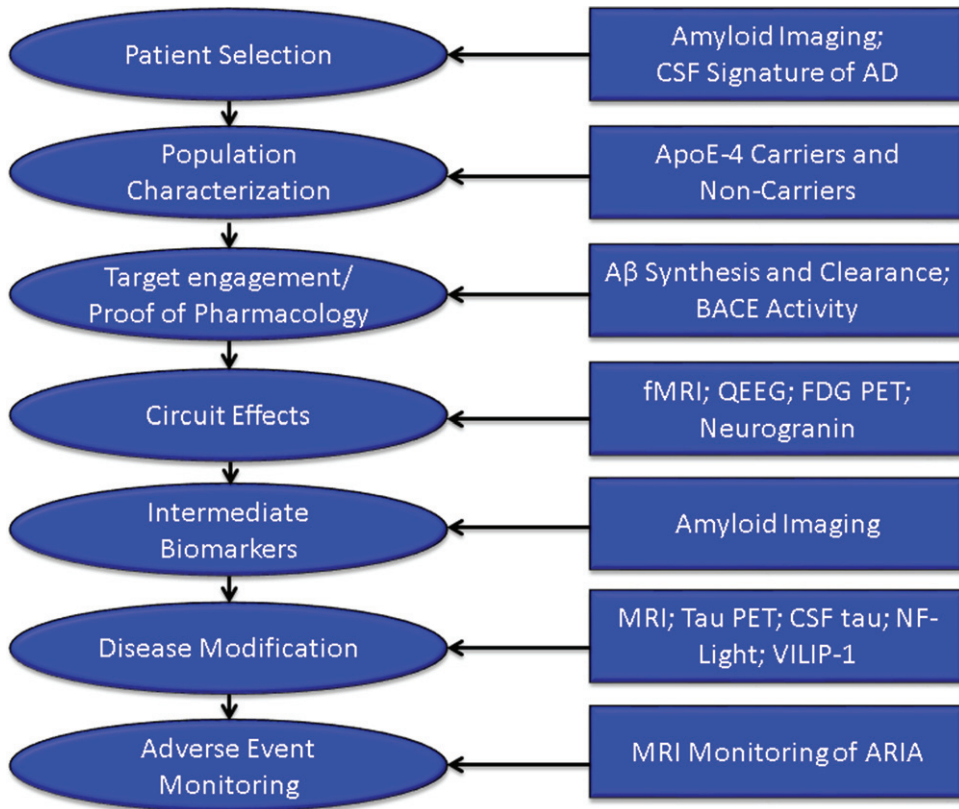 Patient Selection
Amyloid Imaging;
CSF Signature of AD
Population
Characterization
ApoE-4 Carriers and
Non-Carriers
Target engagement/
Proof of Pharmacology
Aβ Synthesis and Clearance;
BACE Activity
Circuit Effects
fMRI; QEEG; FDG PET;
Neurogranin
Intermediate
Biomarkers
Amyloid Imaging
Disease Modification
MRI; Tau PET; CSF tau; NF-
Light; VILIP-1
Adverse Event
Monitoring
MRI Monitoring of ARIA